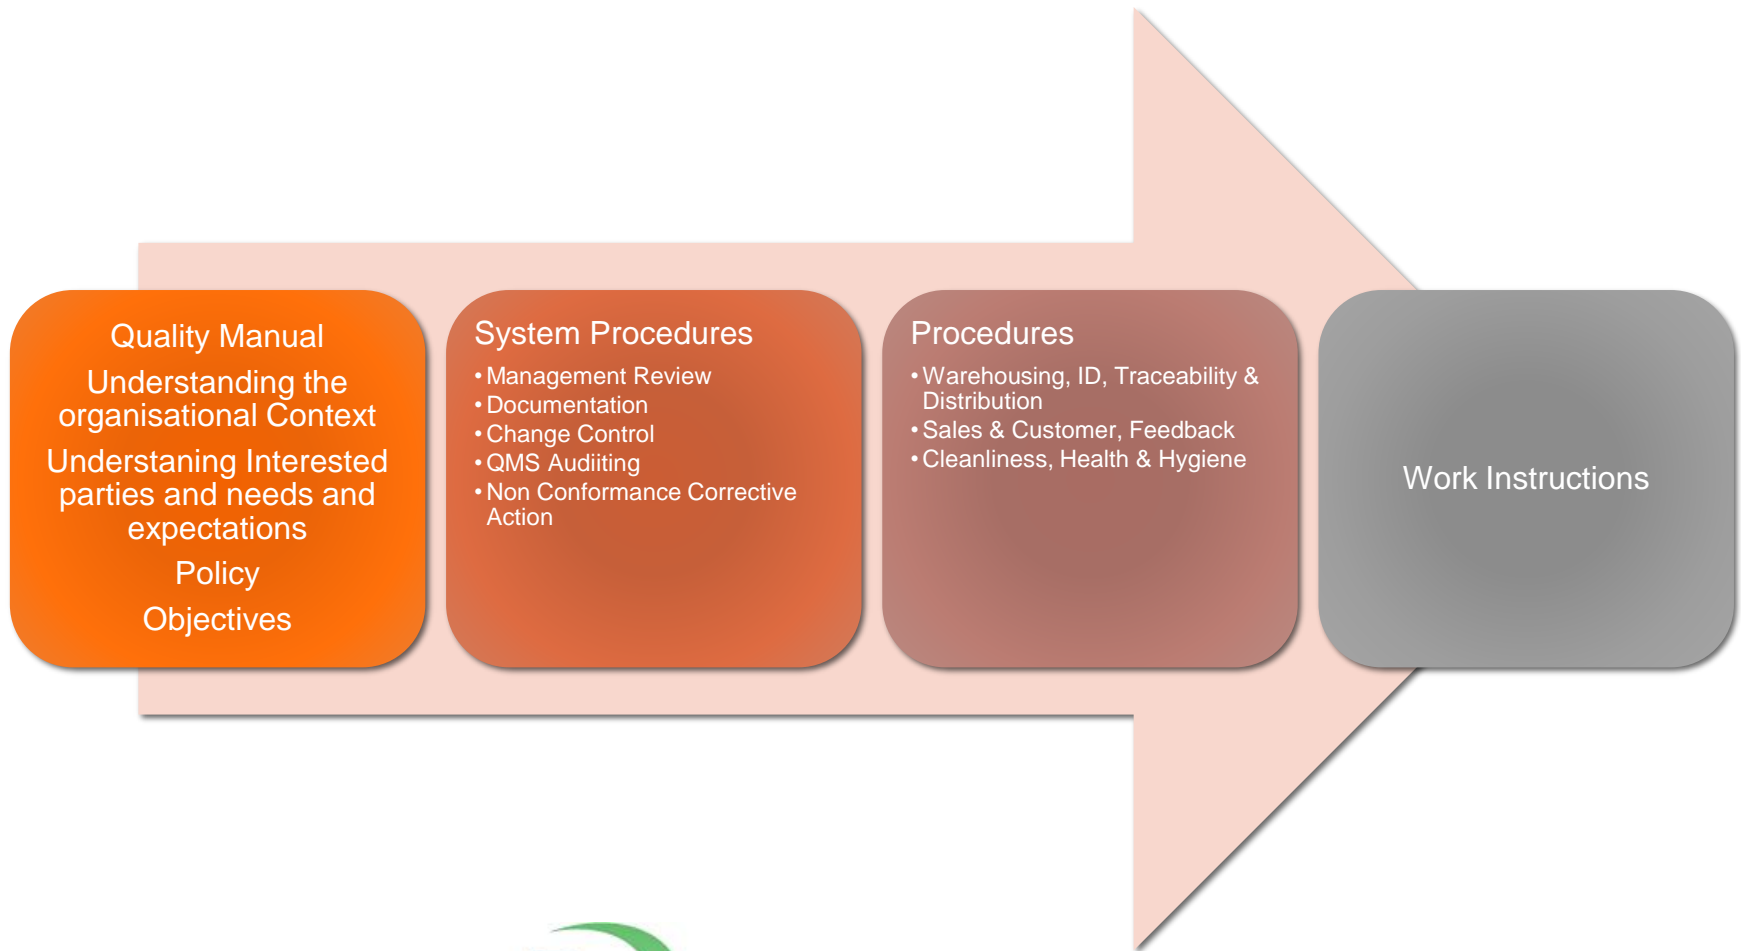 Quality Manual
Understanding the
organisational Context
Understaning Interested
parties and needs and
expectations
Policy
Objectives
System Procedures
• Management Review
• Documentation
• Change Control
• QMS Audiiting
• Non Conformance Corrective
Action
Procedures
• Warehousing, ID, Traceability &
Distribution
• Sales & Customer, Feedback
• Cleanliness, Health & Hygiene
Work Instructions